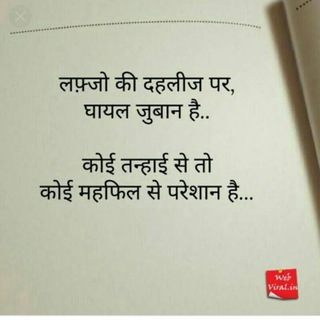 लफ़्जो की दहलीज पर,
घायल जुबान है..
कोई तन्हाई से तो
कोई महफिल से परेशान है...
Web
Viral.in